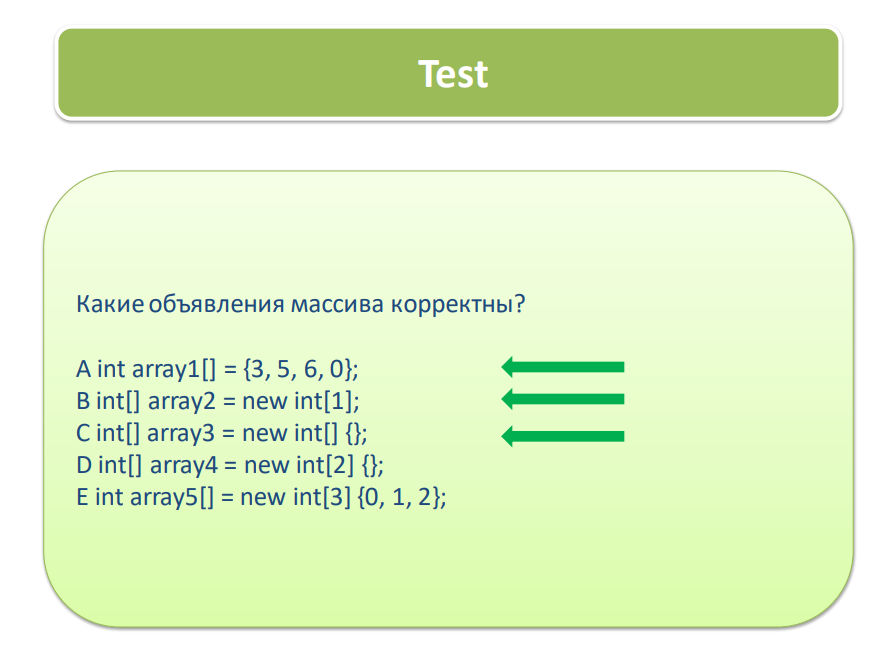 Test
Какие объявления массива корректны?
A int array1[] = {3, 5, 6, 0};
B int[] array2 = new int[1];
C int[] array3 = new int[] {};
D int[] array4 = new int[2] {};
E int array5[] = new int[3] {0, 1, 2};